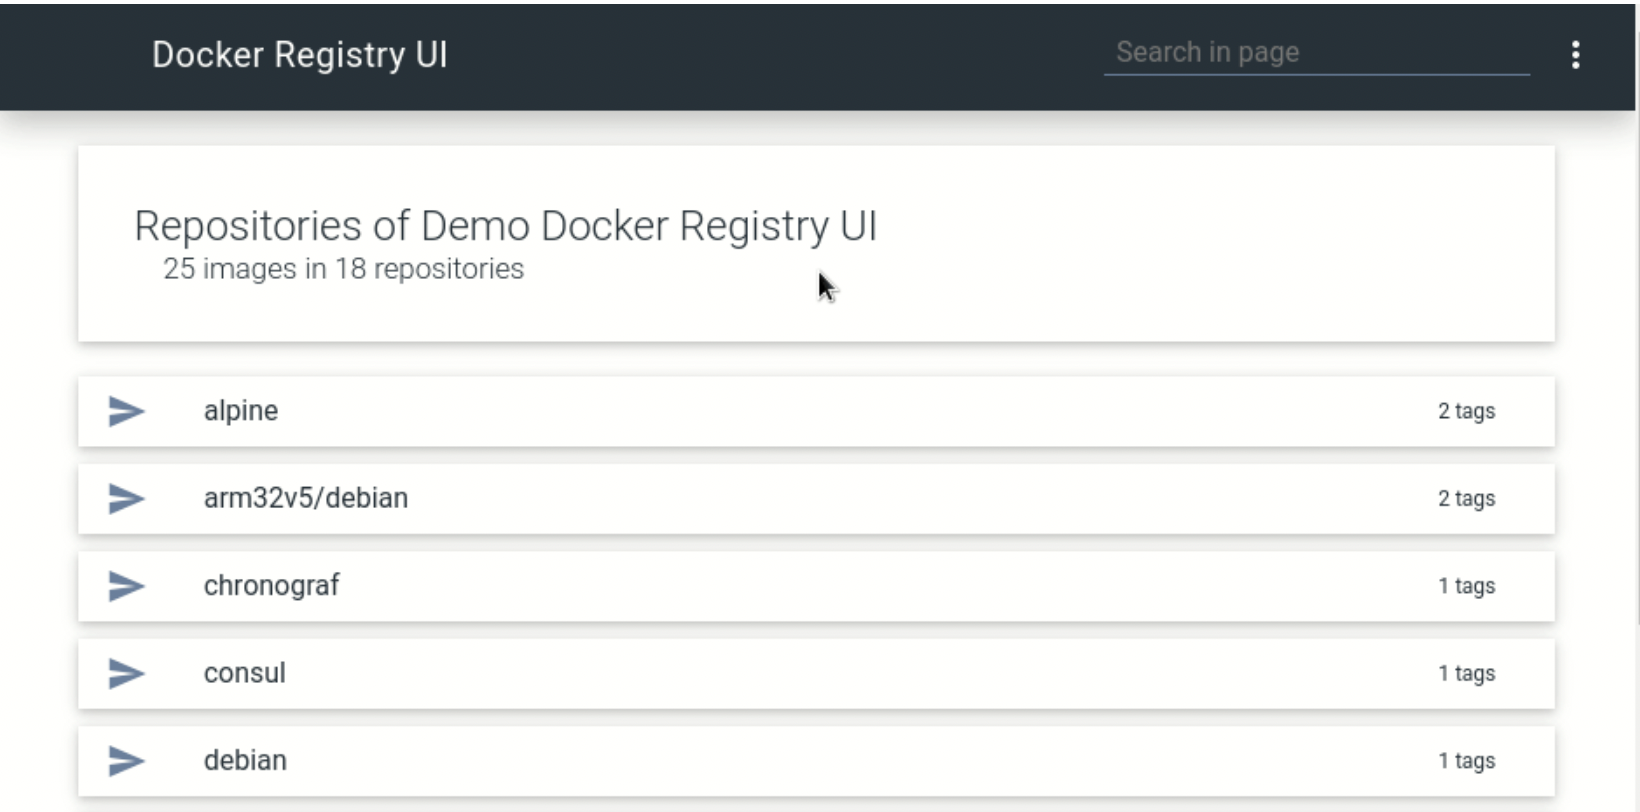 Docker Registry UI
Search in page
Repositories of Demo Docker Registry UI
25 images in 18 repositories
alpine 2 tags
arm32v5/debian 2 tags
chronograf 1 tags
consul 1 tags
debian 1 tags